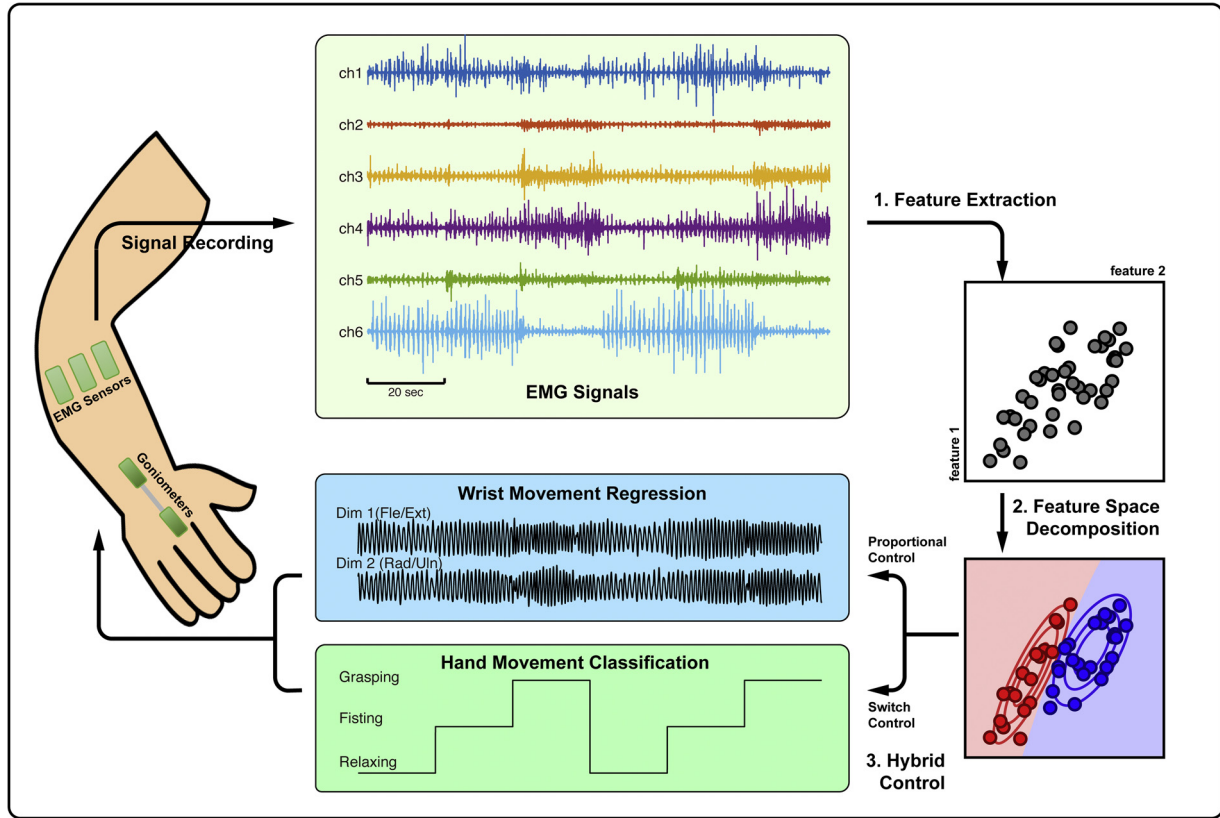 Signal Recording
EMG Sensors
Goniometers
ch1
ch2
ch3
ch4
ch5
ch6
20 sec
EMG Signals
1. Feature Extraction
feature 2
feature 1
2. Feature Space
Decomposition
Proportional
Control
Switch
Control
3. Hybrid
Control
Wrist Movement Regression
Dim 1(Fle/Ext)
Dim 2 (Rad/Uln)
Hand Movement Classification
Grasping
Fisting
Relaxing